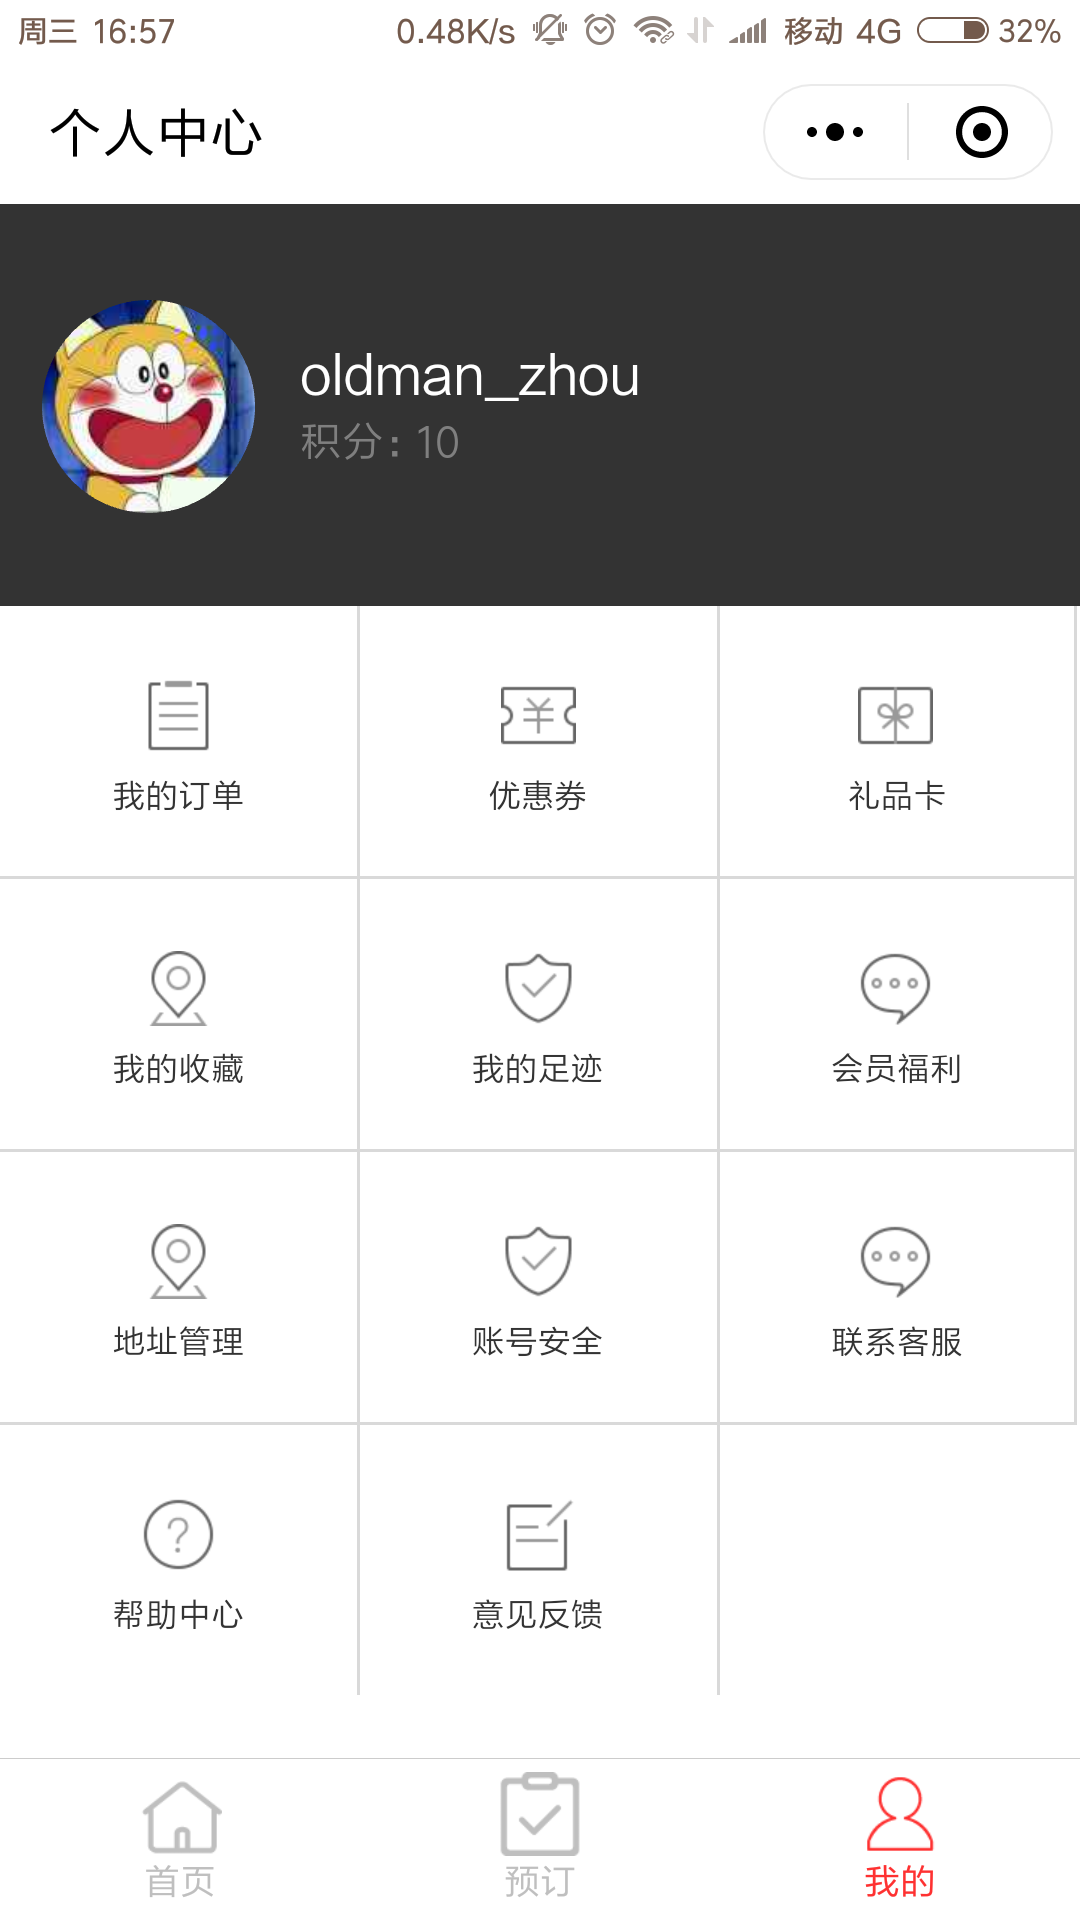 周三 16:57 0.48K/s 移动 4G 32%
个人中心
oldman_zhou
积分: 10
我的订单 优惠券 礼品卡
我的收藏 我的足迹 会员福利
地址管理 账号安全 联系客服
帮助中心 意见反馈
首页 预订 我的